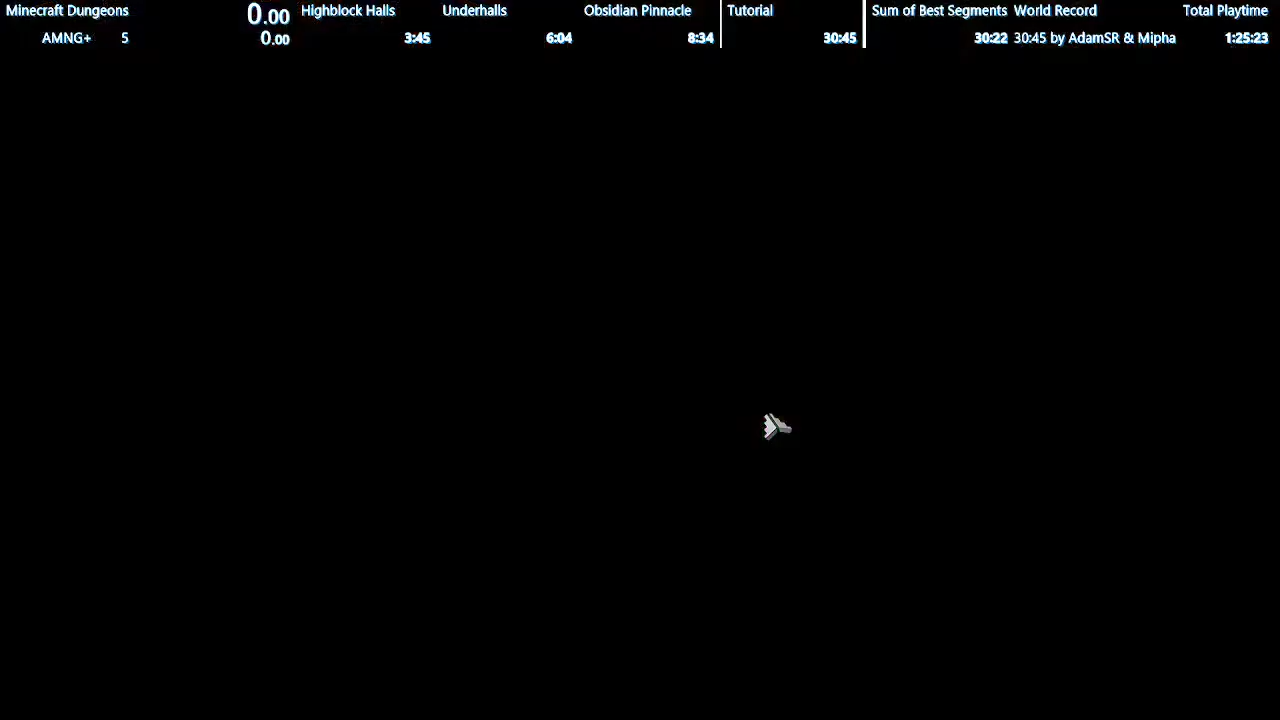 Minecraft Dungeons 0.00 Highblock Halls Underhalls Obsidian Pinnacle Tutorial Sum of Best Segments World Record Total Playtime
AMNG+ 5 0.00 3:45 6:04 8:34 30:45 30:22 30:45 by AdamSR & Mipha 1:25:23